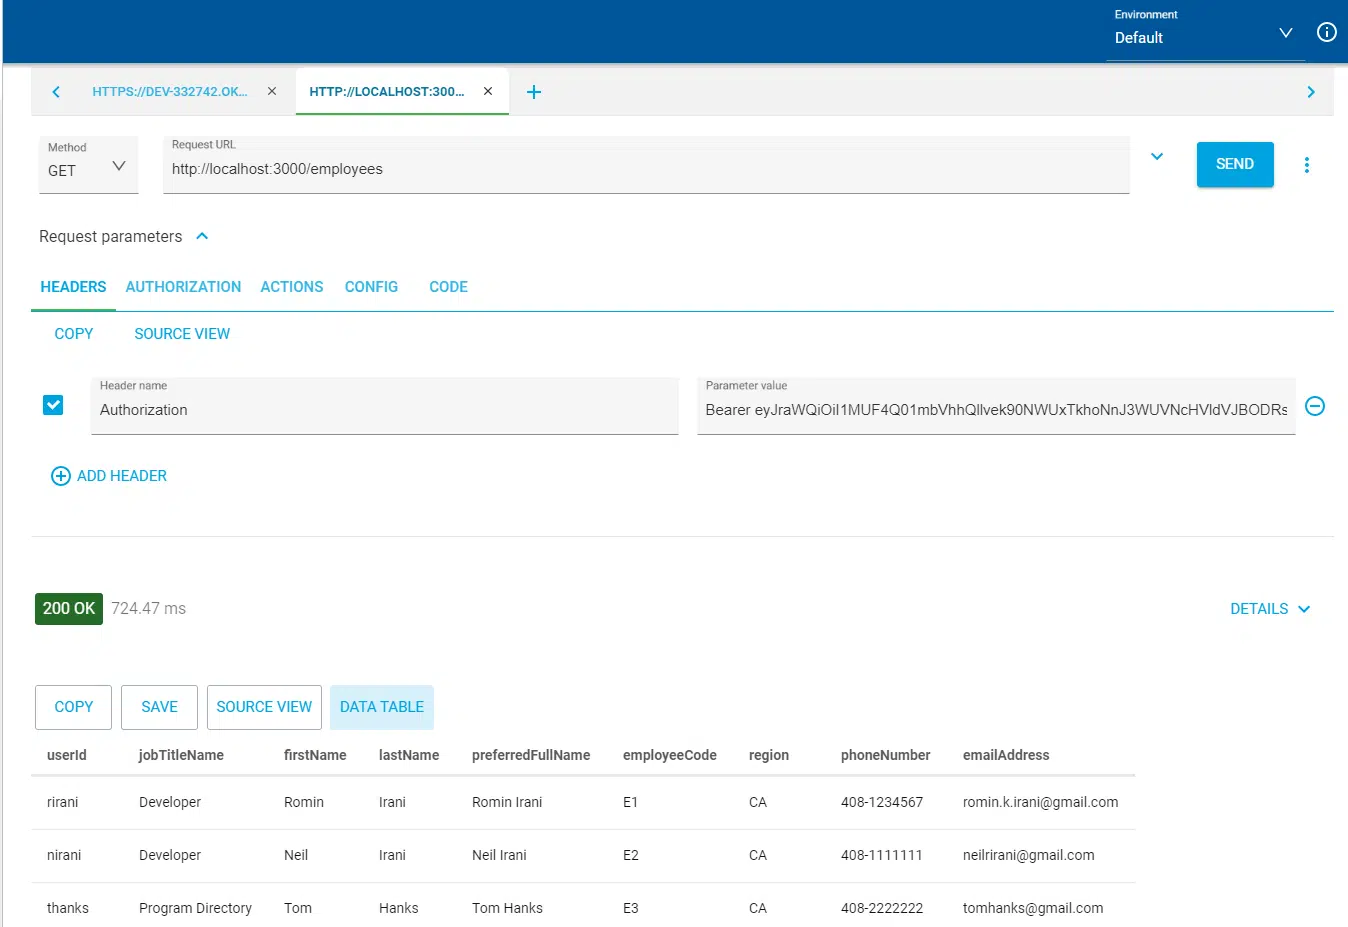 Environment
Default
HTTPS://DEV-332742.OK...
HTTP://LOCALHOST:300...
Method
GET
Request URL
http://localhost:3000/employees
SEND
Request parameters
HEADERS AUTHORIZATION ACTIONS CONFIG CODE
COPY SOURCE VIEW
Header name
Authorization
Parameter value
Bearer eyJraWQiOiI1MUF4Q01mbVhhQllvek90NWUxTkhoNnJ3WUVNcHVldVJBODRs
ADD HEADER
200 OK 724.47 ms
DETAILS
COPY SAVE SOURCE VIEW DATA TABLE
userId jobTitleName firstName lastName preferredFullName employeeCode region phoneNumber emailAddress
rirani Developer Romin Irani Romin Irani E1 CA 408-1234567 romin.k.irani@gmail.com
nirani Developer Neil Irani Neil Irani E2 CA 408-1111111 neilrirani@gmail.com
thanks Program Directory Tom Hanks Tom Hanks E3 CA 408-2222222 tomhanks@gmail.com